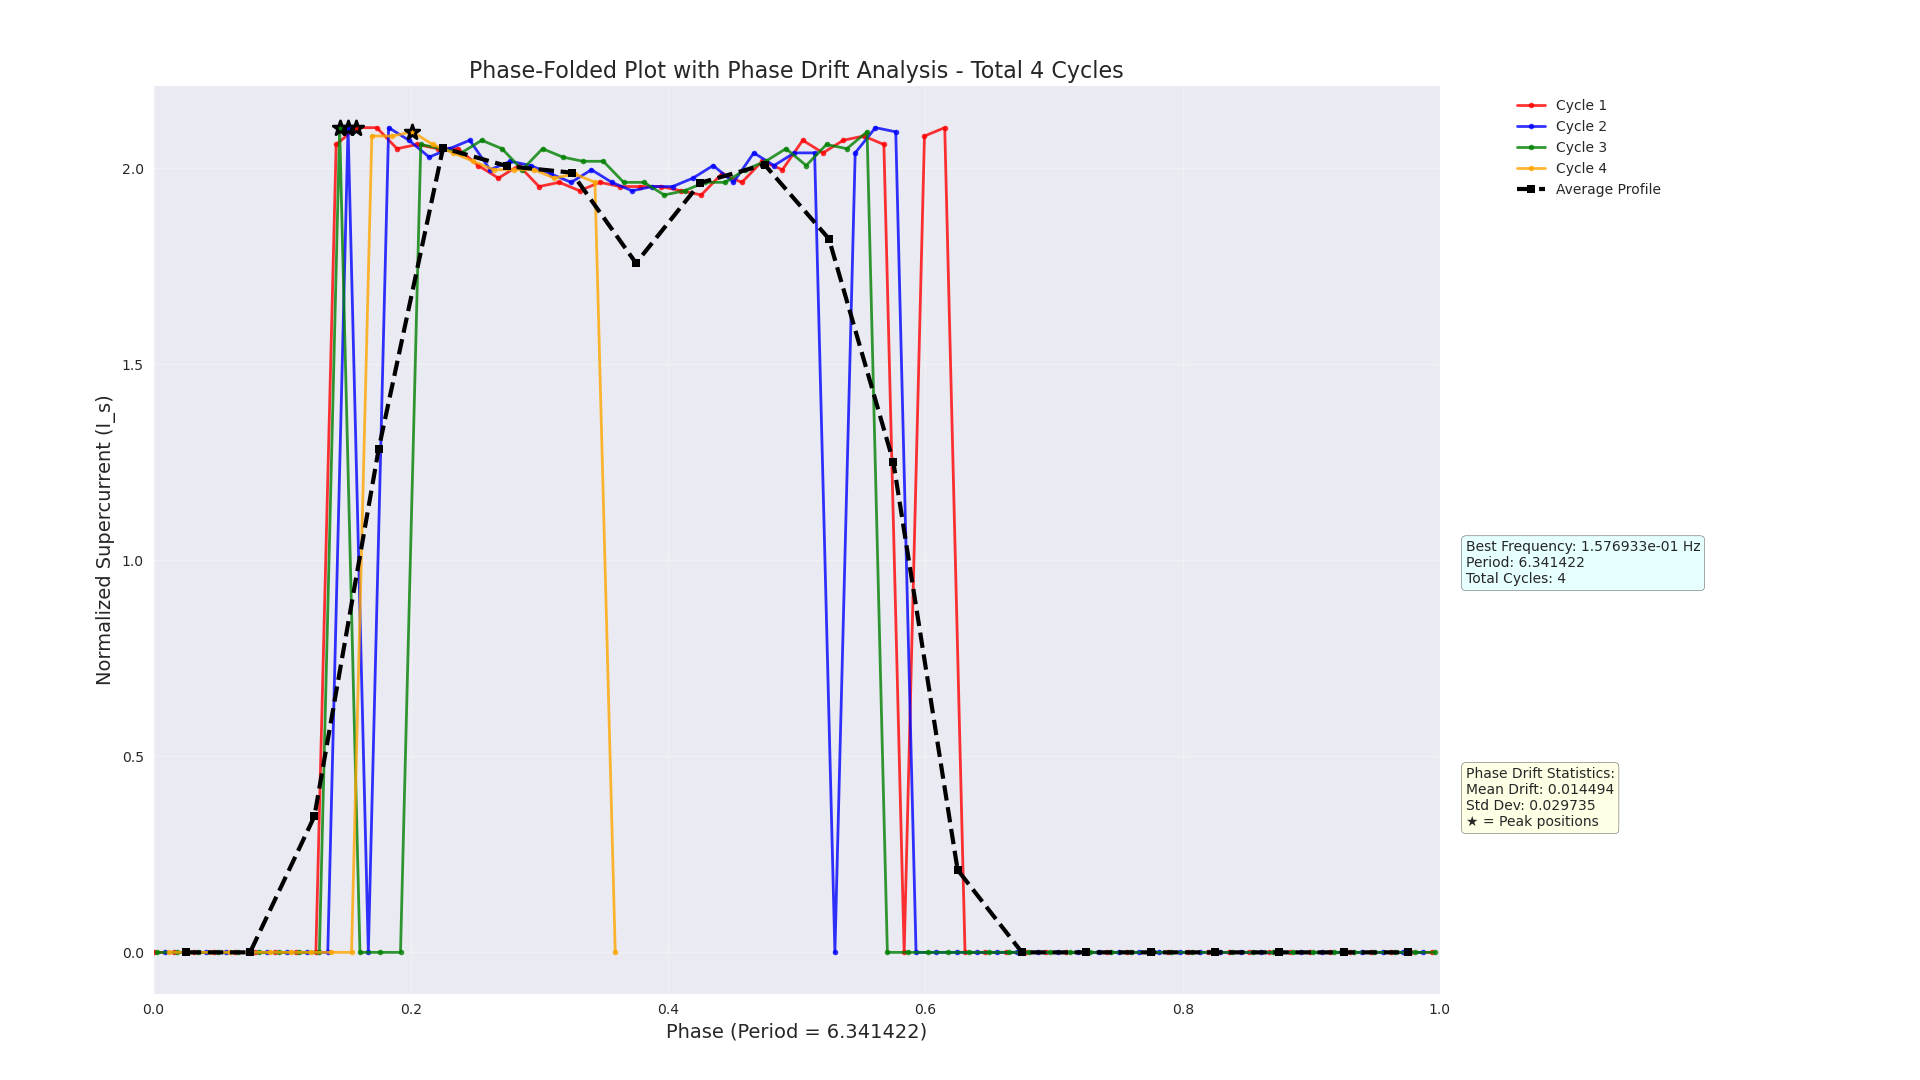 Phase-Folded Plot with Phase Drift Analysis - Total 4 Cycles
Cycle 1
Cycle 2
Cycle 3
Cycle 4
Average Profile
Normalized Supercurrent (I_s)
2.0
1.5
1.0
0.5
0.0
0.0
0.2
0.4
0.6
0.8
1.0
Phase (Period = 6.341422)
Best Frequency: 1.576933e-01 Hz
Period: 6.341422
Total Cycles: 4
Phase Drift Statistics:
Mean Drift: 0.014494
Std Dev: 0.029735
★ = Peak positions